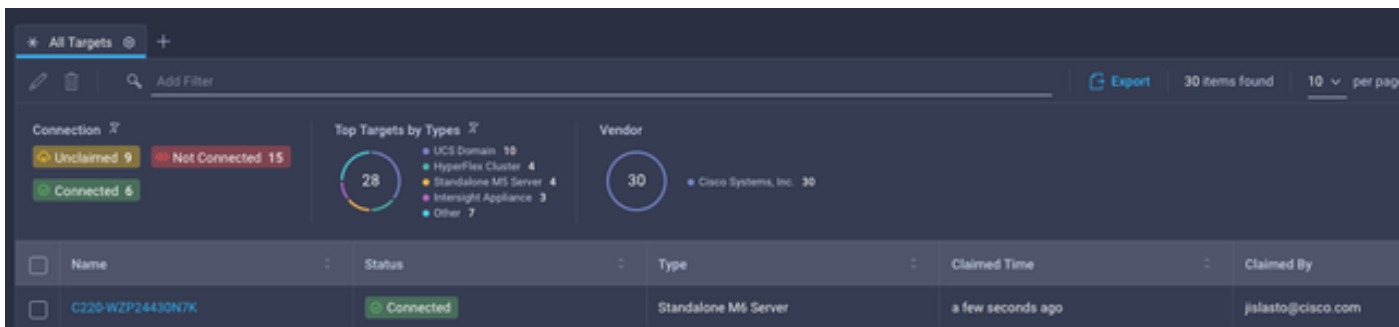 All Targets
Add Filter
Export 30 items found 10 per page
Connection
Unclaimed 9 Not Connected 15
Connected 6
Top Targets by Types
28
UCS Domain 10
HyperFlex Cluster 4
Standalone M5 Server 4
Intersight Appliance 3
Other 7
Vendor
30
Cisco Systems, Inc. 30
Name Status Type Claimed Time Claimed By
C220-WZP24430N7K Connected Standalone M6 Server a few seconds ago jislasto@cisco.com